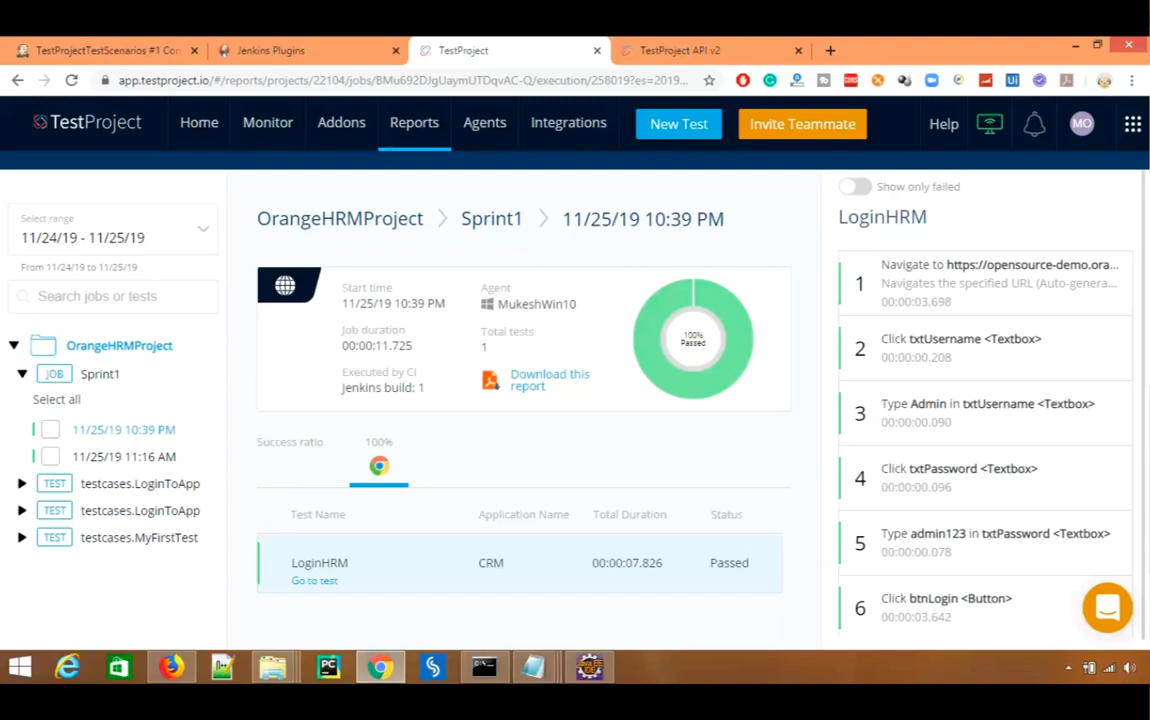 TestProjectTestScenarios #1 Con
Jenkins Plugins
TestProject
TestProject API v2
app.testproject.io/#/reports/projects/22104/jobs/BMu692DJgUaymUTDqvAC-Q/execution/258019?es=2019...
TestProject
Home
Monitor
Addons
Reports
Agents
Integrations
New Test
Invite Teammate
Help
MO
Select range
11/24/19 - 11/25/19
From 11/24/19 to 11/25/19
Search jobs or tests
OrangeHRMProject
JOB Sprint1
Select all
11/25/19 10:39 PM
11/25/19 11:16 AM
TEST testcases.LoginToApp
TEST testcases.LoginToApp
TEST testcases.MyFirstTest
OrangeHRMProject
Sprint1
11/25/19 10:39 PM
Start time
11/25/19 10:39 PM
Job duration
00:00:11.725
Executed by CI
Jenkins build: 1
Agent
MukeshWin10
Total tests
1
Download this
report
100%
Passed
Success ratio
100%
Test Name
Application Name
Total Duration
Status
LoginHRM
Go to test
CRM
00:00:07.826
Passed
Show only failed
LoginHRM
1
Navigate to https://opensource-demo.ora...
Navigates the specified URL (Auto-genera...
00:00:03.698
2
Click txtUsername <Textbox>
00:00:00.208
3
Type Admin in txtUsername <Textbox>
00:00:00.090
4
Click txtPassword <Textbox>
00:00:00.096
5
Type admin123 in txtPassword <Textbox>
00:00:00.078
6
Click btnLogin <Button>
00:00:03.642